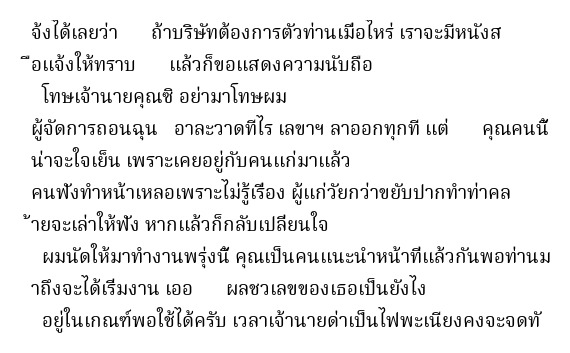 จ้งได้เลยว่า ถ้าบริษัทต้องการตัวท่านเมื่อไหร่ เราจะมีหนังส
ือแจ้งให้ทราบ แล้วก็ขอแสดงความนับถือ
โทษเจ้านายคุณซิ อย่ามาโทษผม
ผู้จัดการถอนฉุน อาละวาดทีไร เลขาฯ ลาออกทุกที แต่ คุณคนนี้
น่าจะใจเย็น เพราะเคยอยู่กับคนแก่มาแล้ว
คนฟังทำหน้าเหลอเพราะไม่รู้เรื่อง ผู้แก่วัยกว่าขยับปากทำท่าคล
้ายจะเล่าให้ฟัง หากแล้วก็กลับเปลี่ยนใจ
ผมนัดให้มาทำงานพรุ่งนี้ คุณเป็นคนแนะนำหน้าที่แล้วกันพอท่านม
าถึงจะได้เริ่มงาน เออ ผลชวเลขของเธอเป็นยังไง
อยู่ในเกณฑ์พอใช้ได้ครับ เวลาเจ้านายด่าเป็นไฟพะเนียงคงจะจดทั